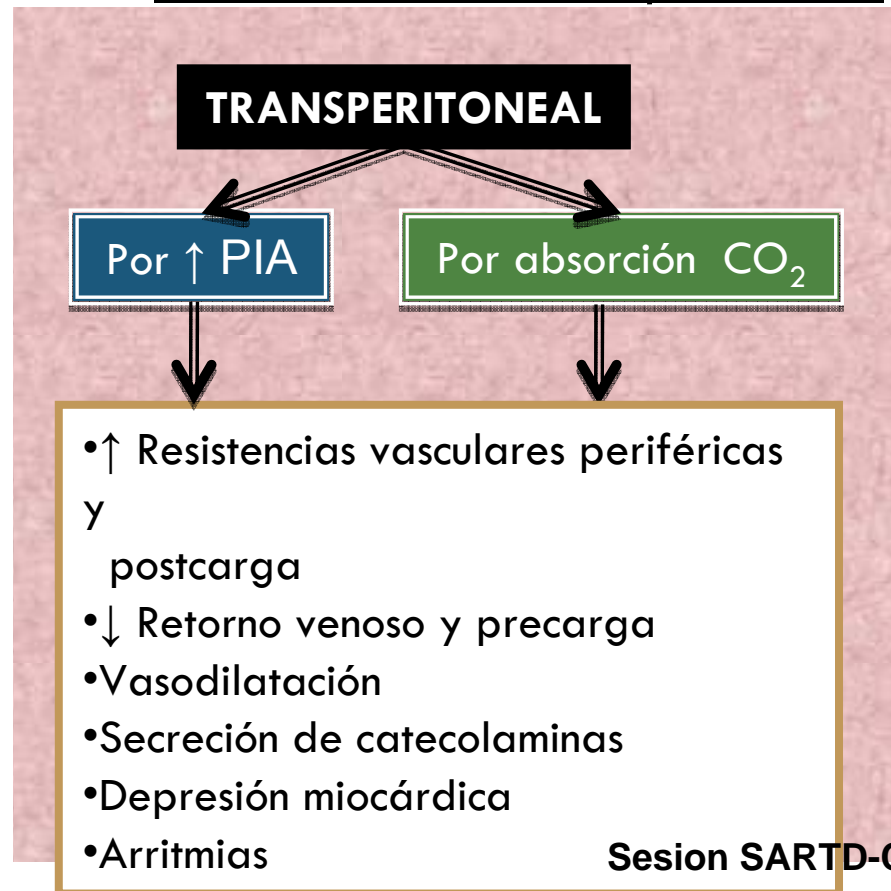 TRANSPERITONEAL
Por ↑ PIA
Por absorción CO₂
•↑ Resistencias vasculares periféricas
y
postcarga
•↓ Retorno venoso y precarga
•Vasodilatación
•Secreción de catecolaminas
•Depresión miocárdica
•Arritmias
Sesion SARTD-